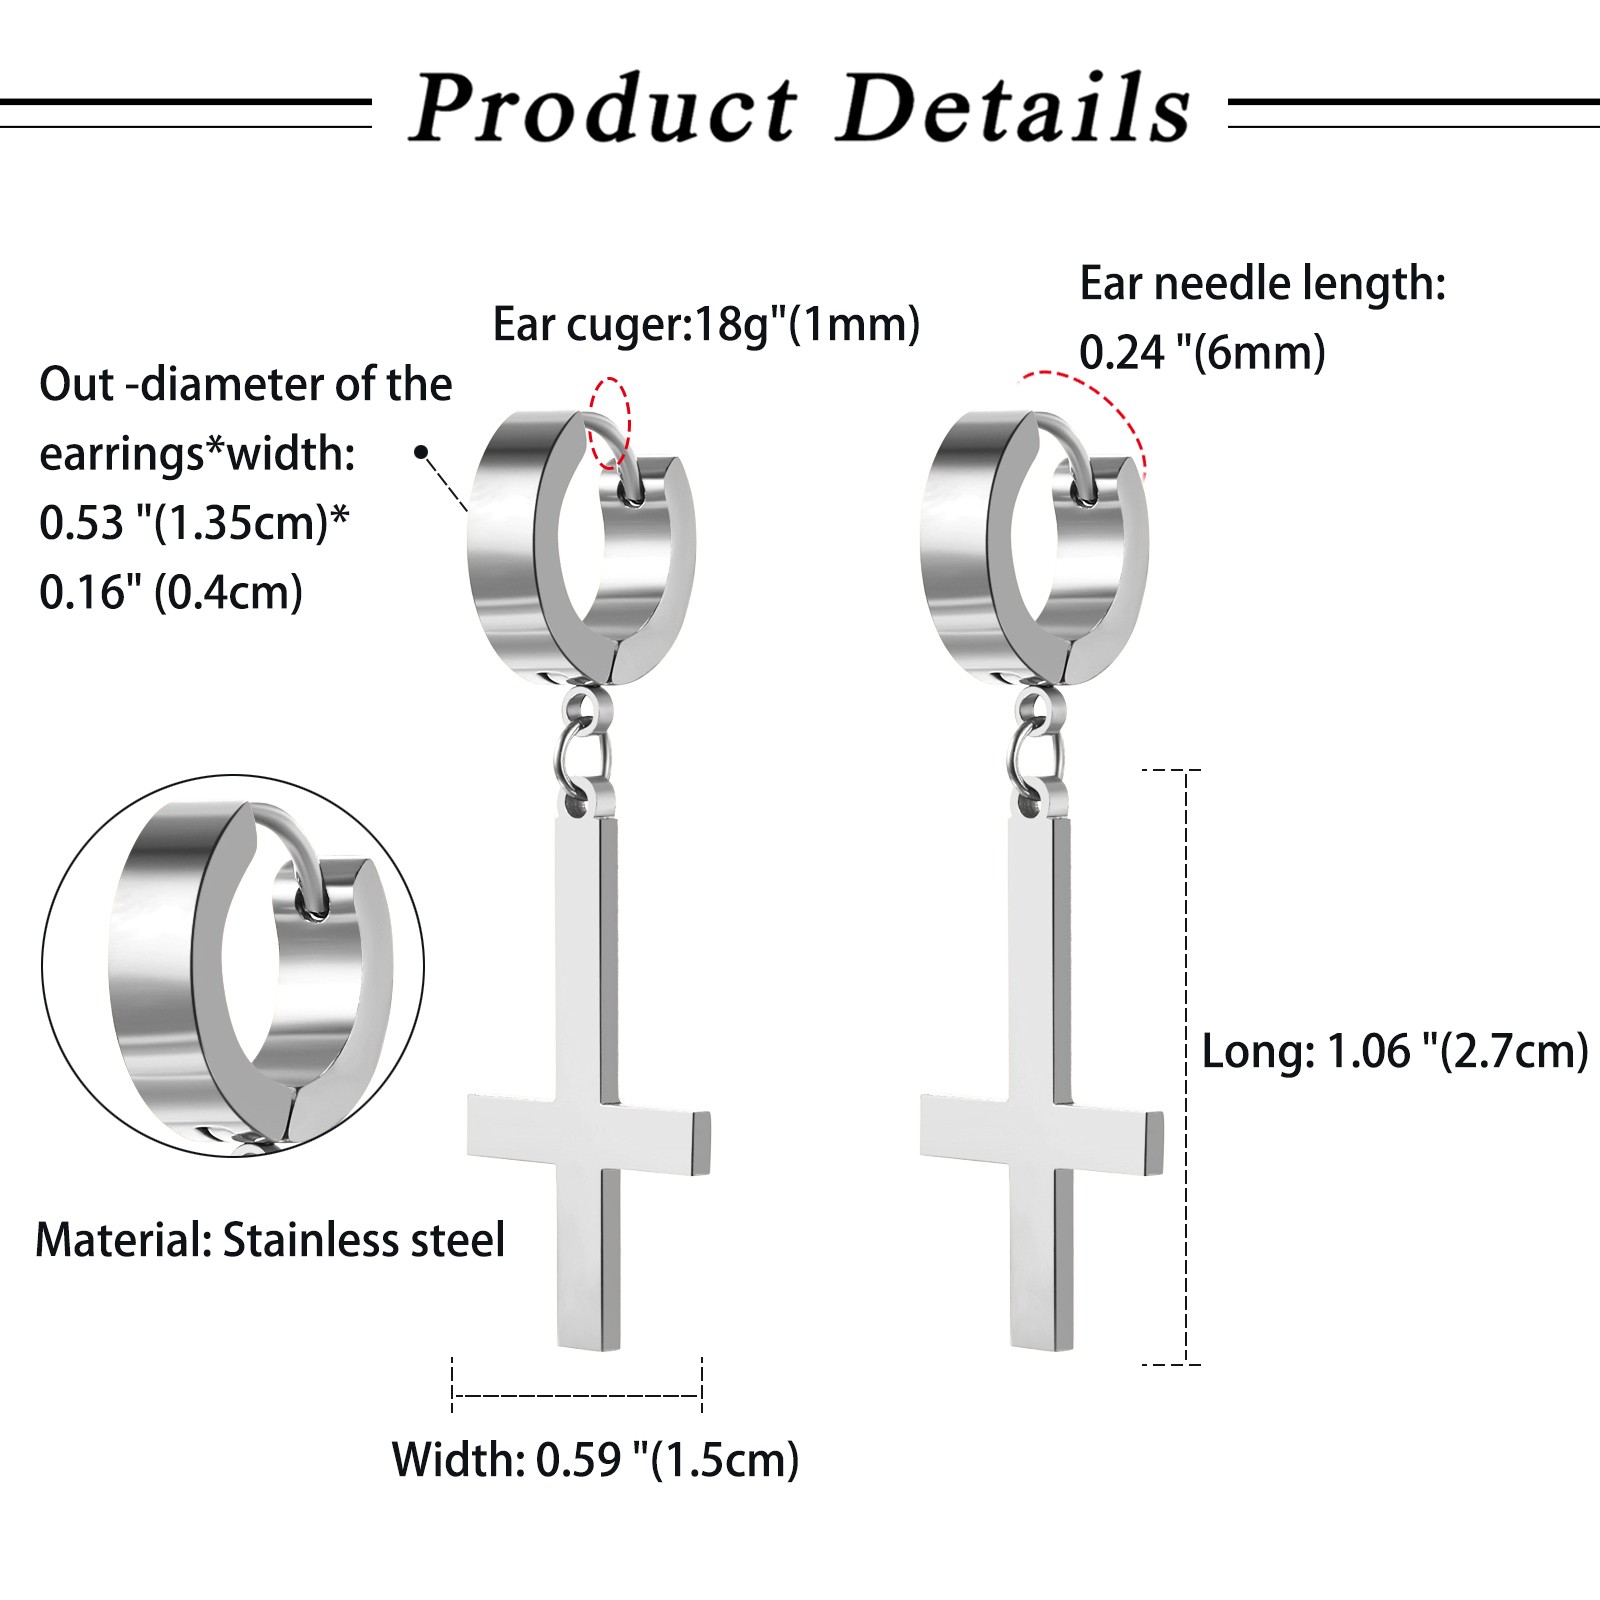 Product Details
Ear needle length:
0.24 "(6mm)
Ear cuger:18g"(1mm)
Out -diameter of the
earrings*width:
0.53 "(1.35cm)*
0.16" (0.4cm)
Long: 1.06 "(2.7cm)
Material: Stainless steel
Width: 0.59 "(1.5cm)